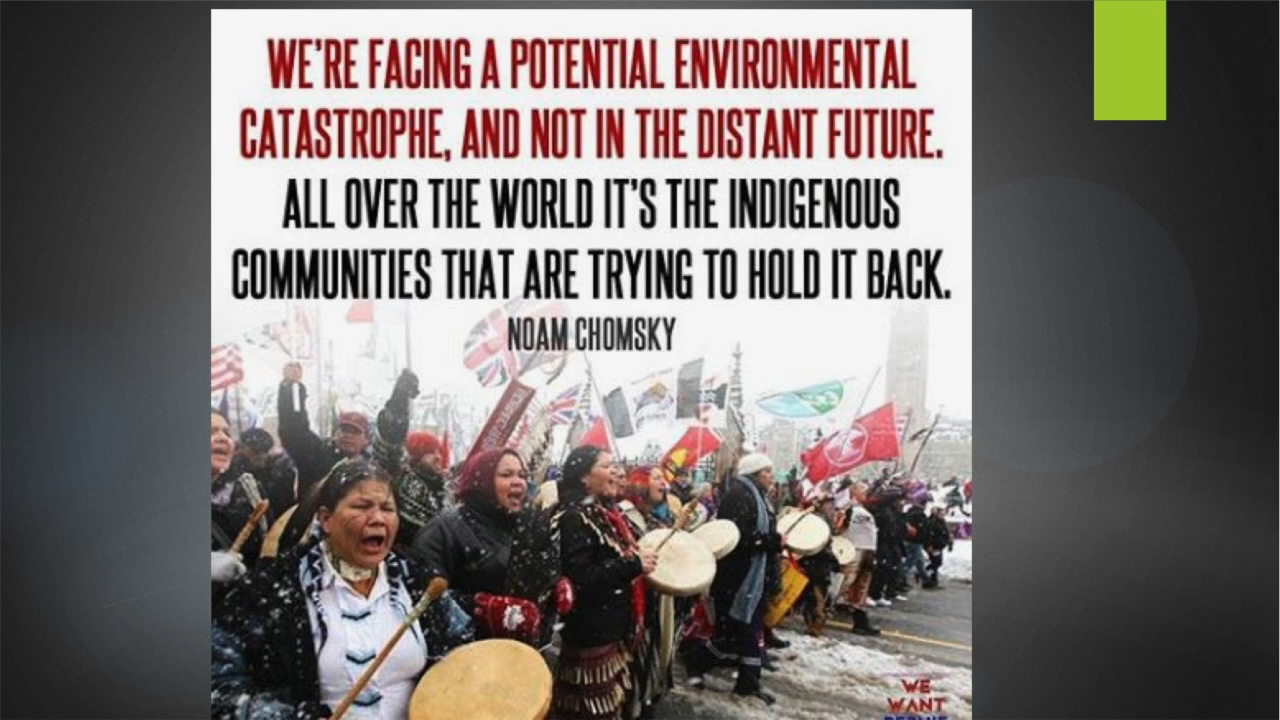 WE'RE FACING A POTENTIAL ENVIRONMENTAL
CATASTROPHE, AND NOT IN THE DISTANT FUTURE.
ALL OVER THE WORLD IT'S THE INDIGENOUS
COMMUNITIES THAT ARE TRYING TO HOLD IT BACK.
NOAM CHOMSKY
WE
WANT